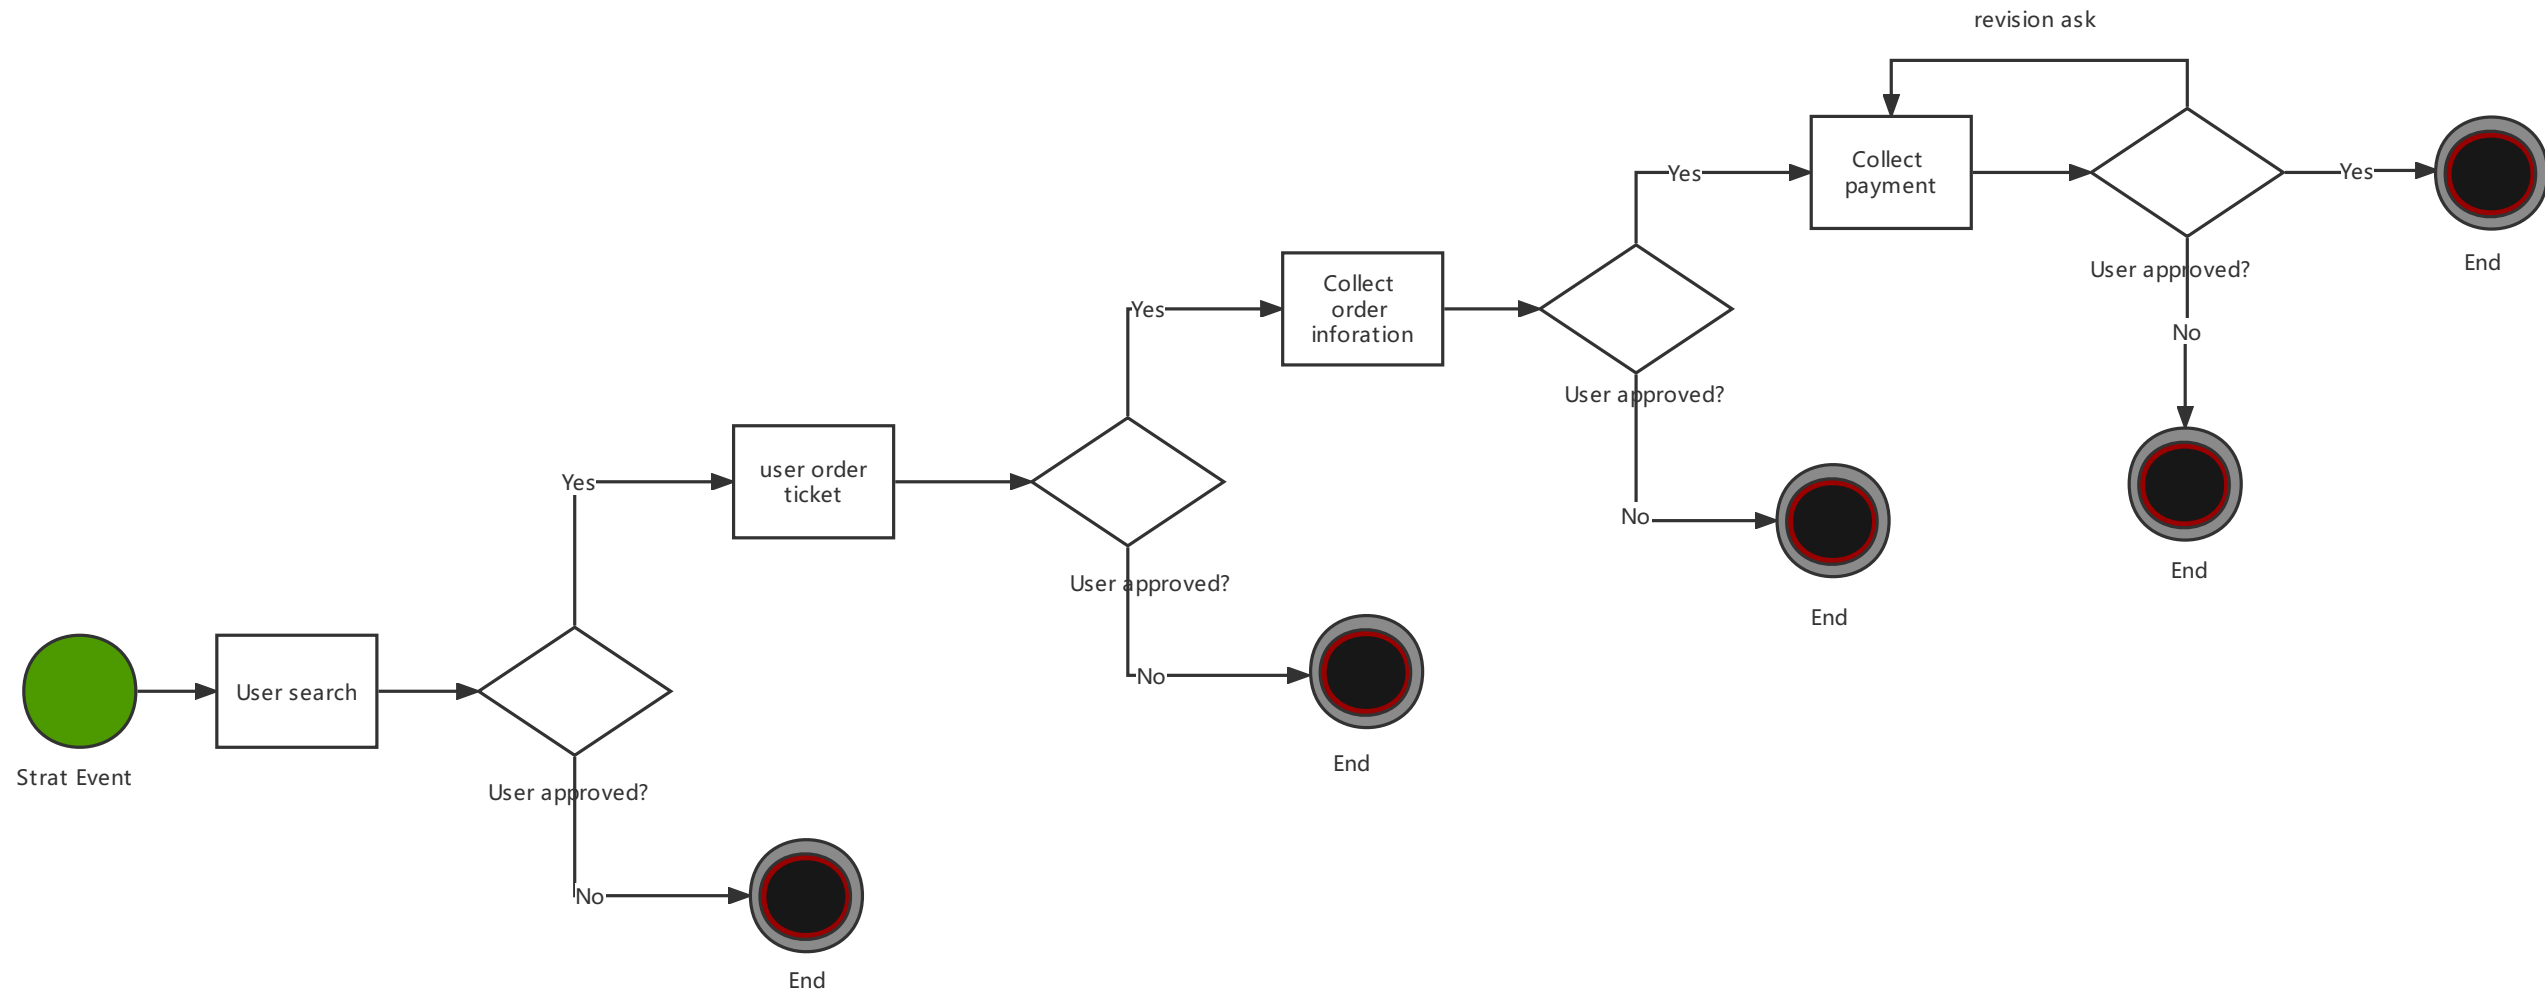 revision ask
Collect
payment
Yes
Yes
User approved?
End
No
End
Collect
order
inforation
Yes
User approved?
No
End
user order
ticket
Yes
User approved?
No
End
Strat Event
User search
User approved?
No
End